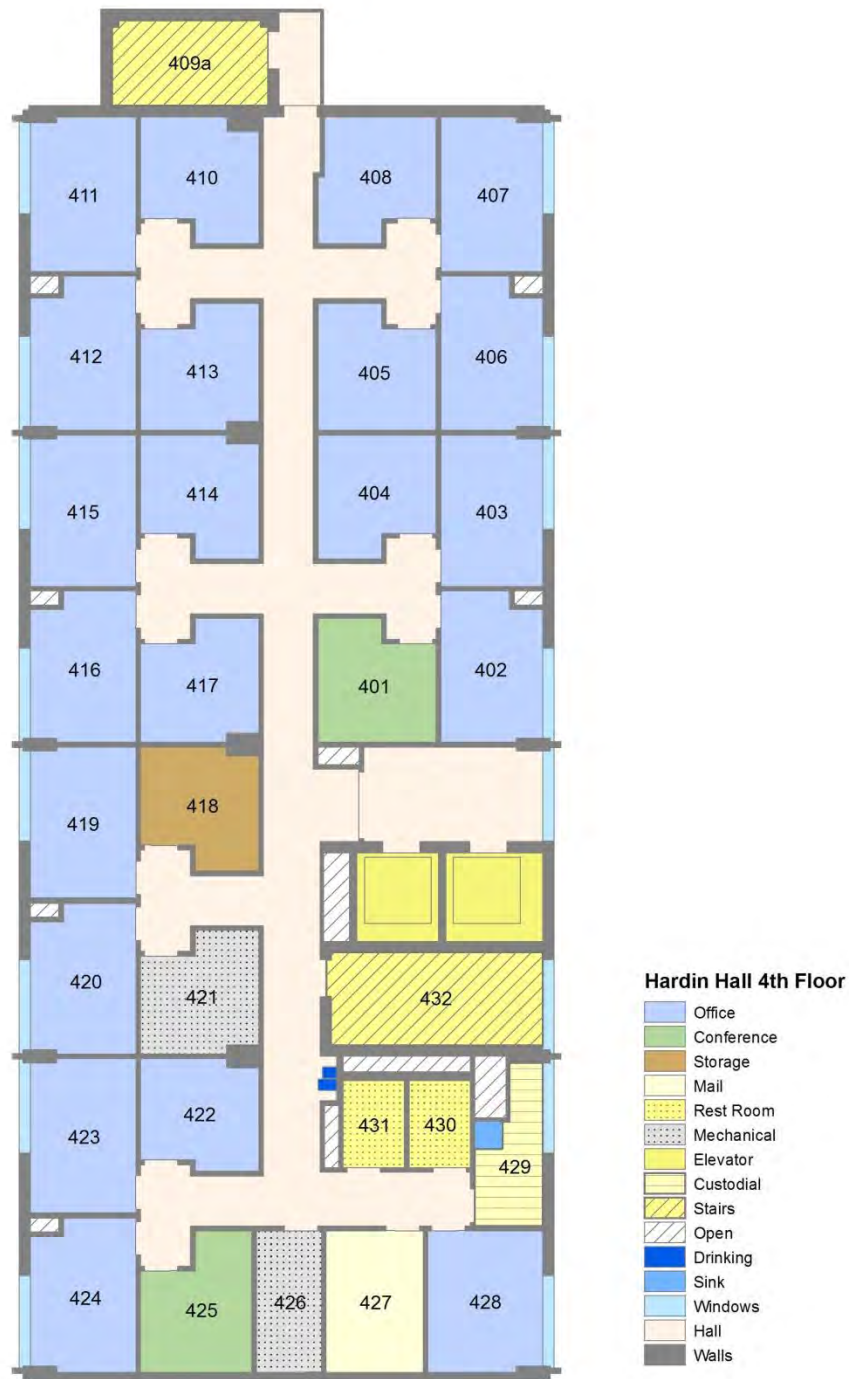 409a
411
410
408
407
412
413
405
406
415
414
404
403
416
417
401
402
419
418
420
421
432
423
422
431
430
429
424
425
426
427
428
Hardin Hall 4th Floor
Office
Conference
Storage
Mail
Rest Room
Mechanical
Elevator
Custodial
Stairs
Open
Drinking
Sink
Windows
Hall
Walls